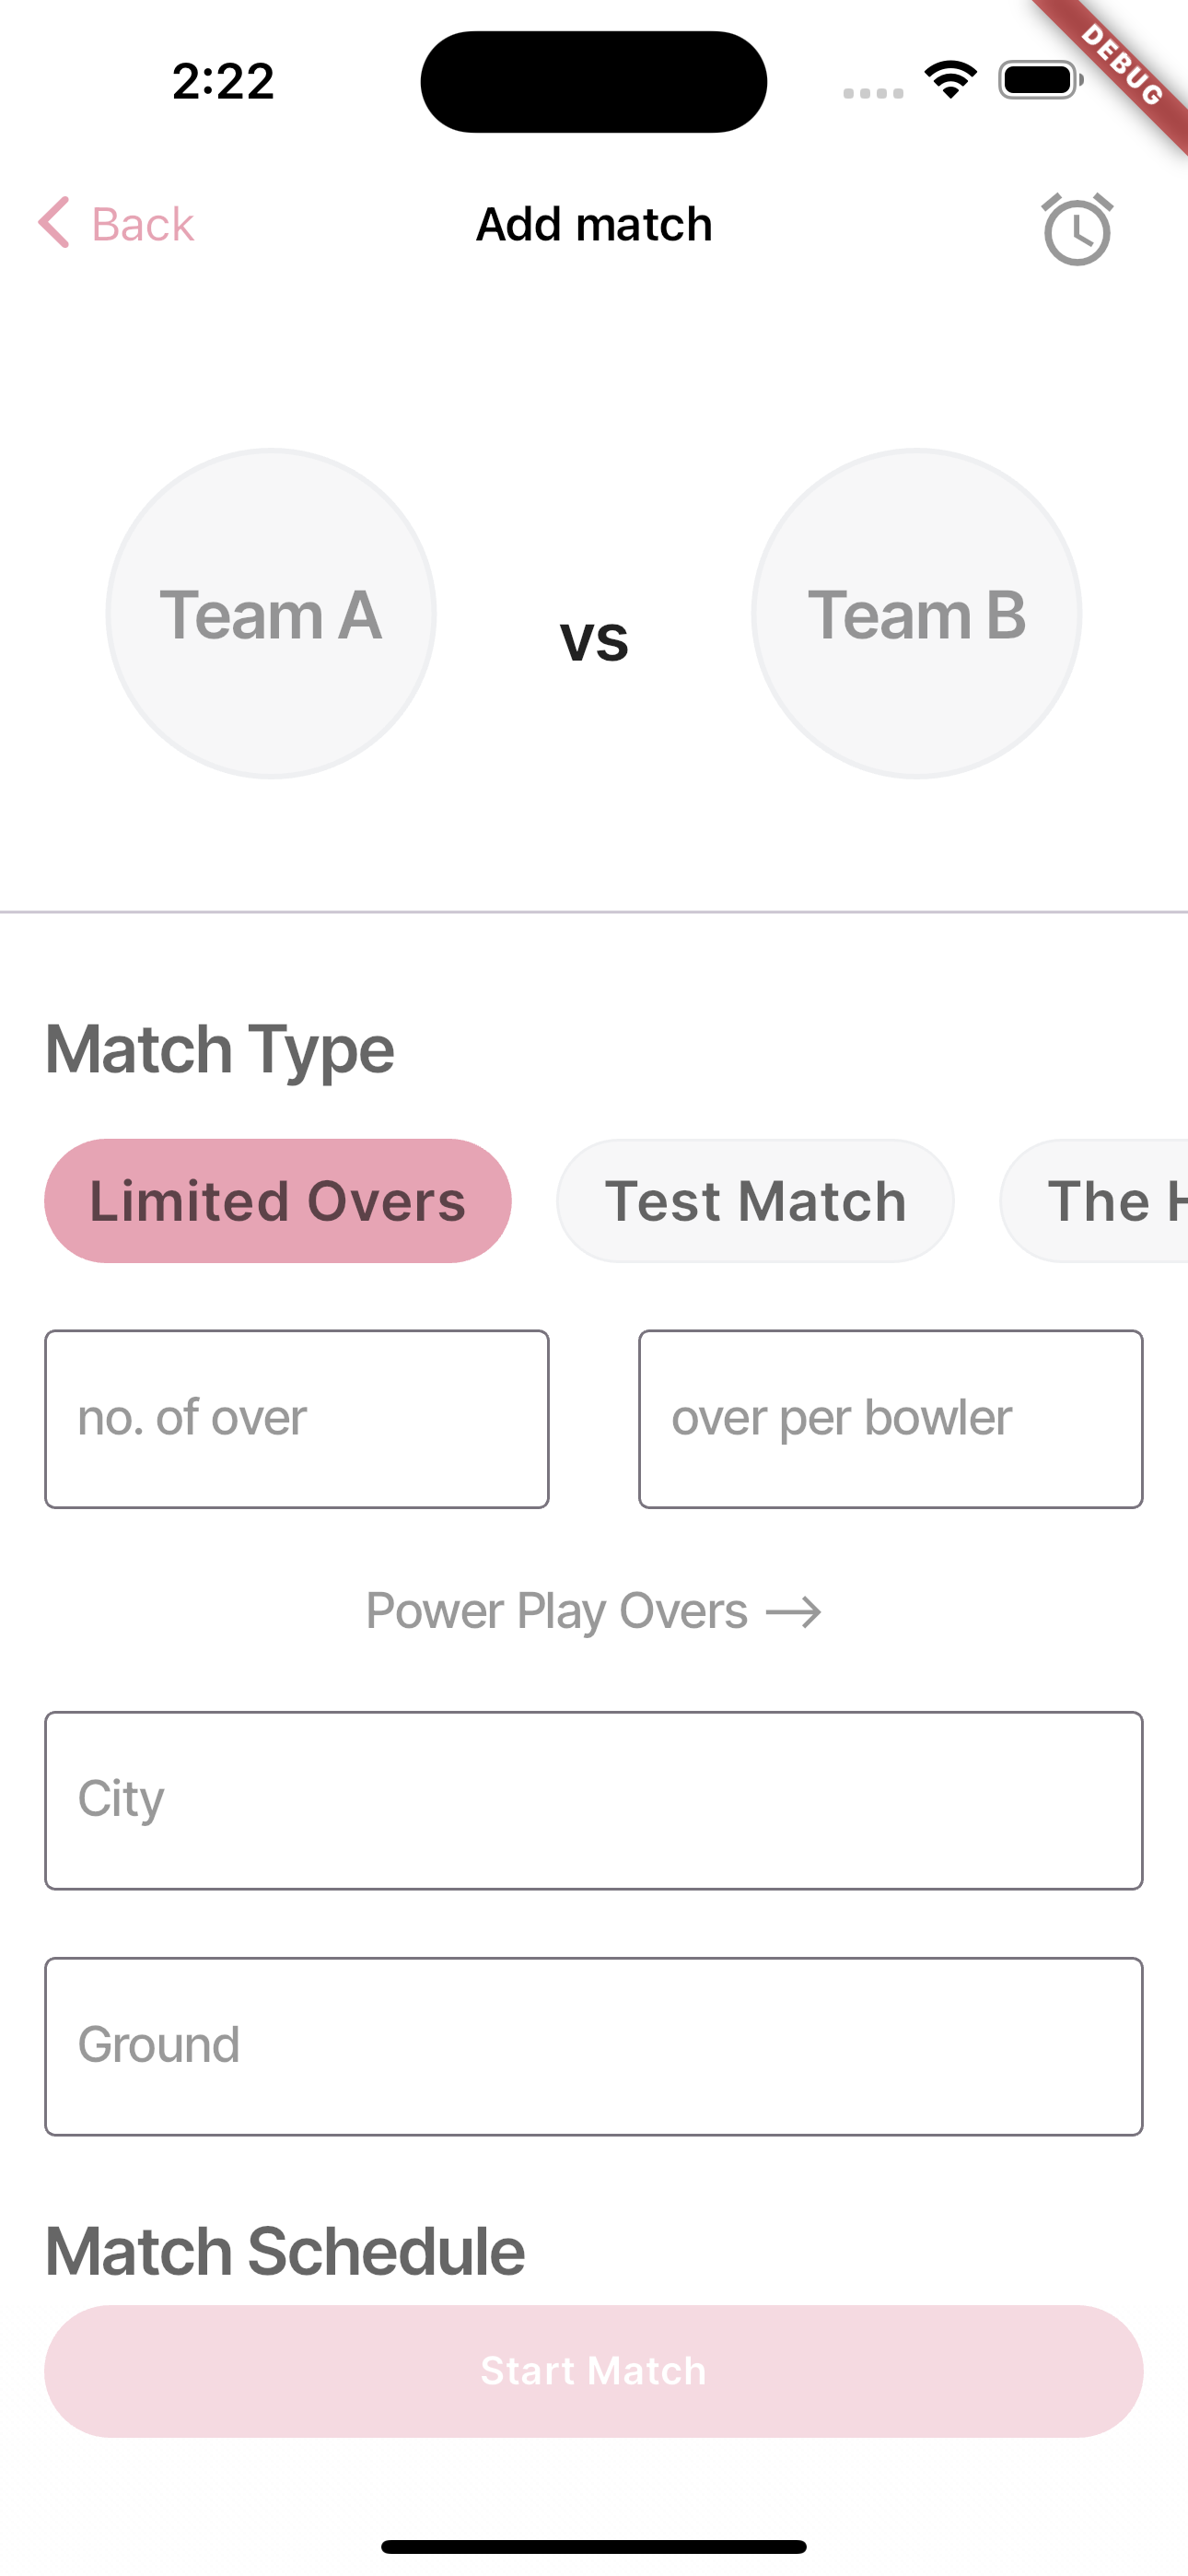 2:22
DEBUG
Back
Add match
Team A
vs
Team B
Match Type
Limited Overs
Test Match
The
no. of over
over per bowler
Power Play Overs →
City
Ground
Match Schedule
Start Match